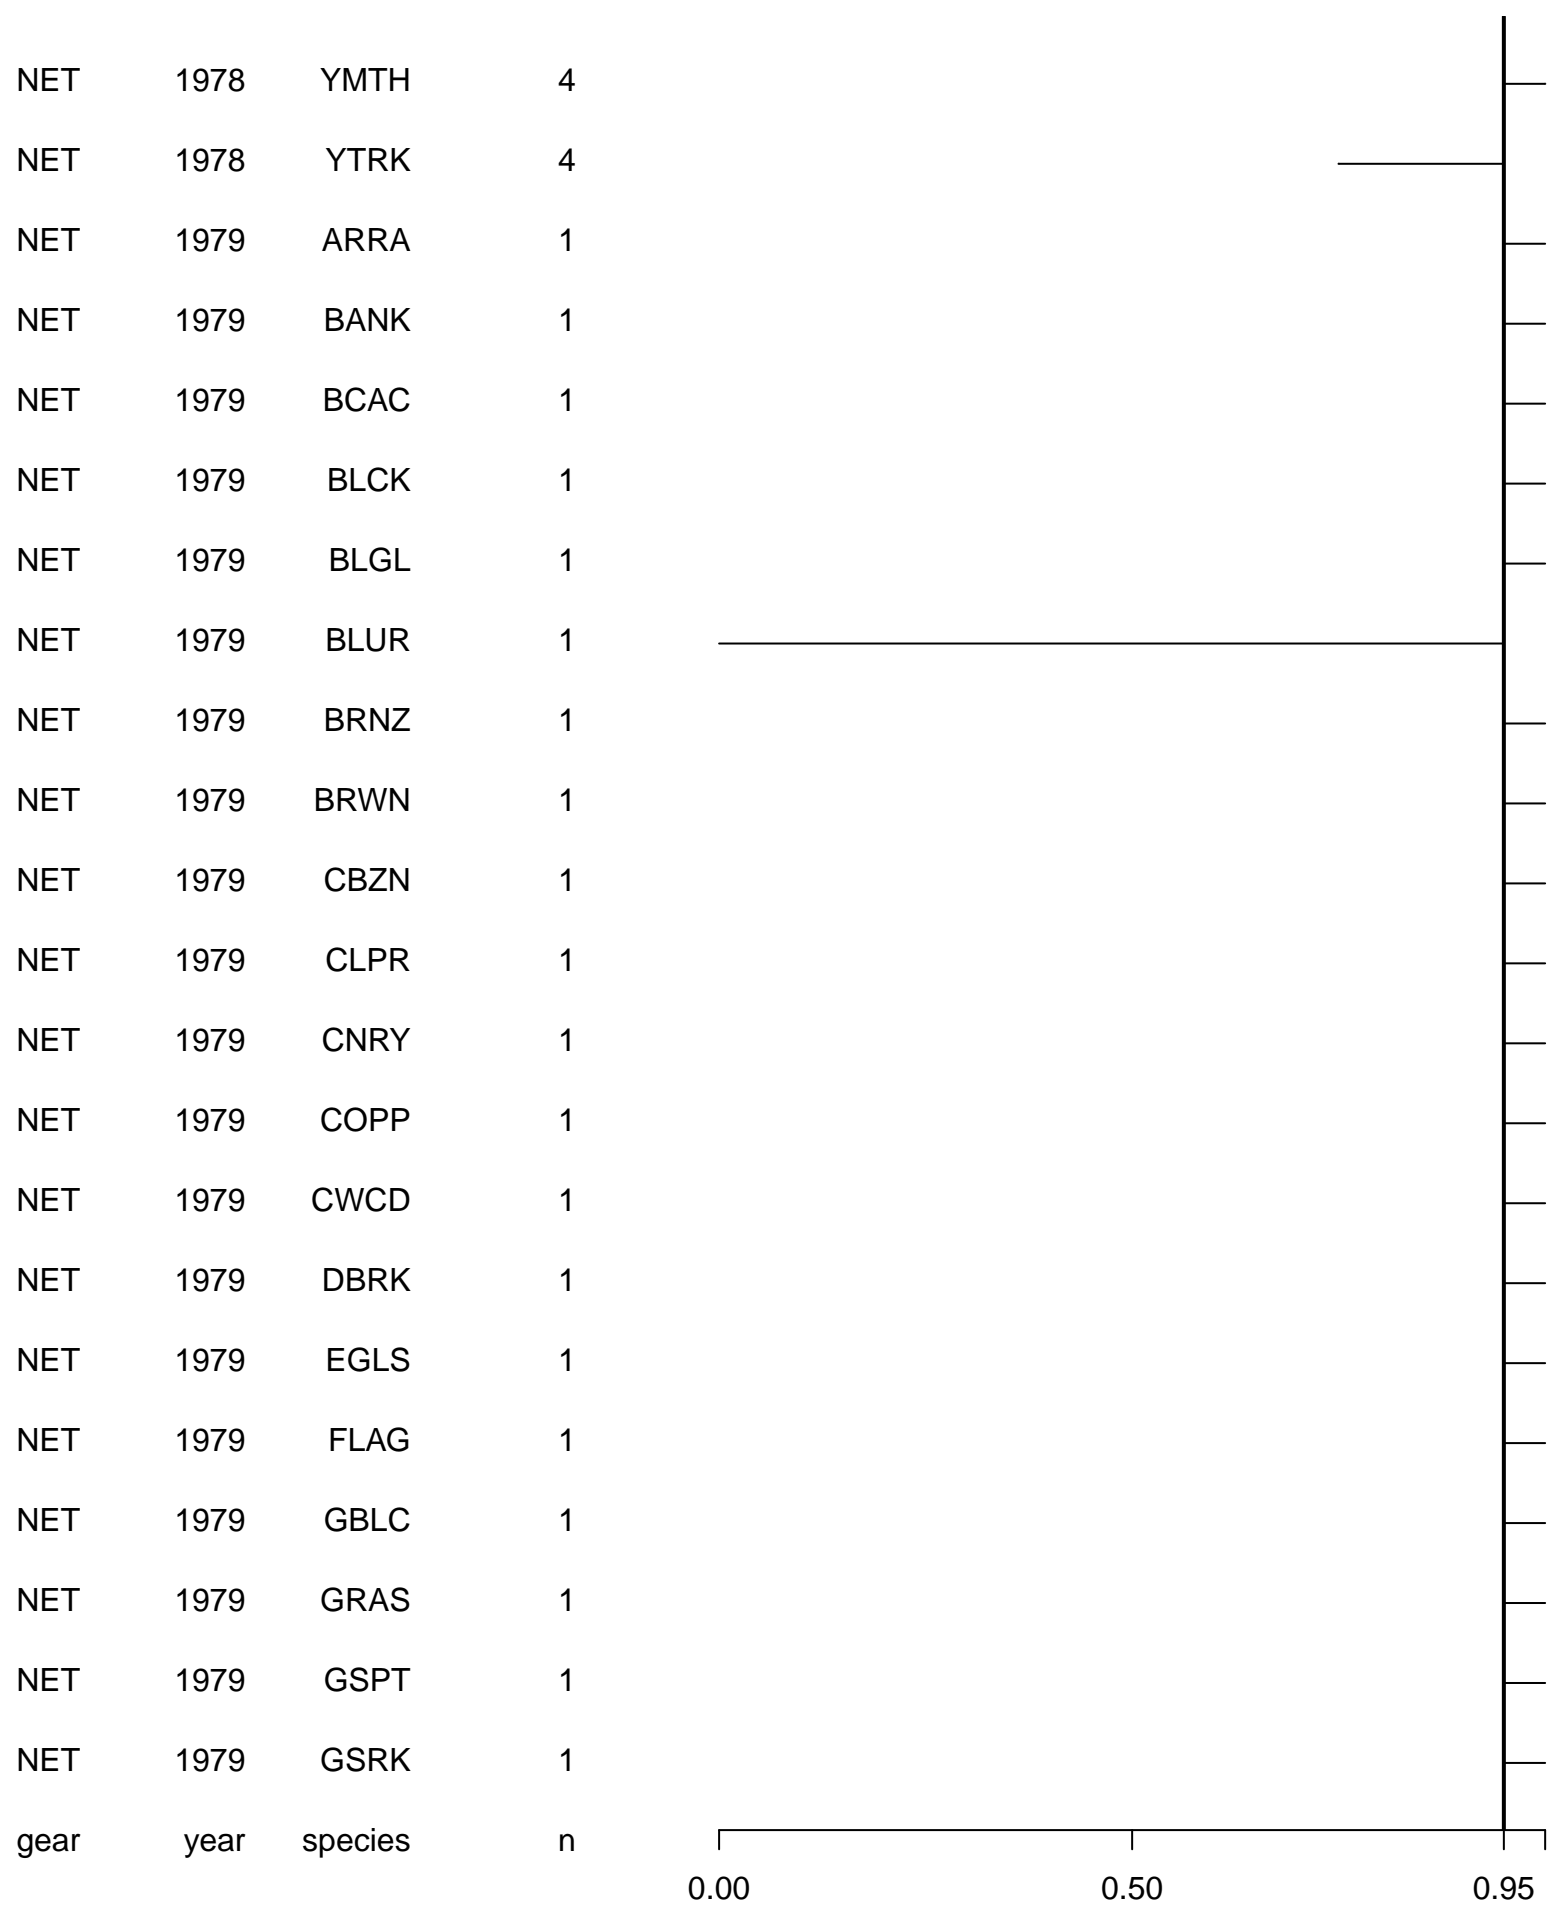 NET 1978 YMTH 4
NET 1978 YTRK 4
NET 1979 ARRA 1
NET 1979 BANK 1
NET 1979 BCAC 1
NET 1979 BLCK 1
NET 1979 BLGL 1
NET 1979 BLUR 1
NET 1979 BRNZ 1
NET 1979 BRWN 1
NET 1979 CBZN 1
NET 1979 CLPR 1
NET 1979 CNRY 1
NET 1979 COPP 1
NET 1979 CWCD 1
NET 1979 DBRK 1
NET 1979 EGLS 1
NET 1979 FLAG 1
NET 1979 GBLC 1
NET 1979 GRAS 1
NET 1979 GSPT 1
NET 1979 GSRK 1
gear year species n
0.00 0.50 0.95